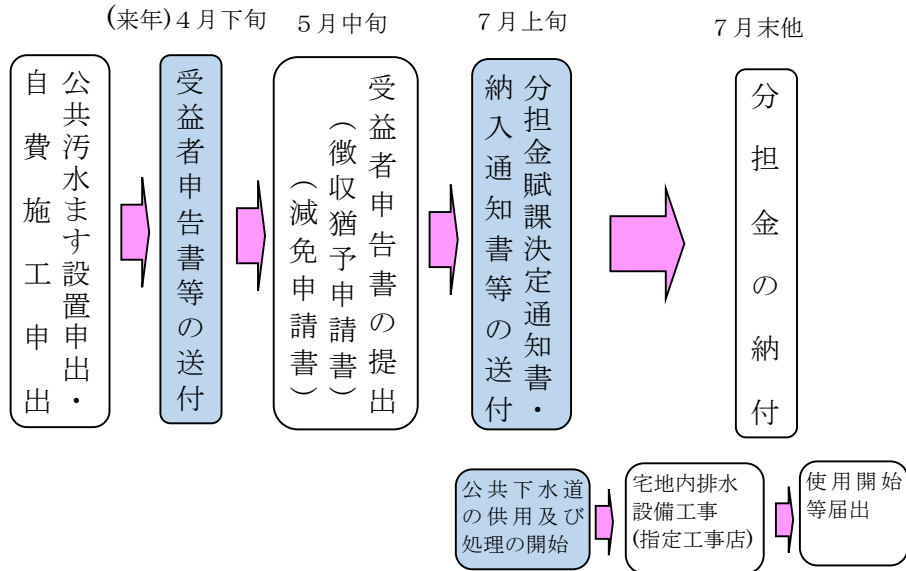 (来年)４月下旬
５月中旬
７月上旬
７月末他
公共汚水ます設置申出・
自費施工申出
受益者申告書等の送付
受益者申告書の提出
（徴収猶予申請書）
（減免申請書）
分担金賦課決定通知書・
納入通知書等の送付
分担金の納付
公共下水道
の供用及び
処理の開始
宅地内排水
設備工事
(指定工事店)
使用開始
等届出